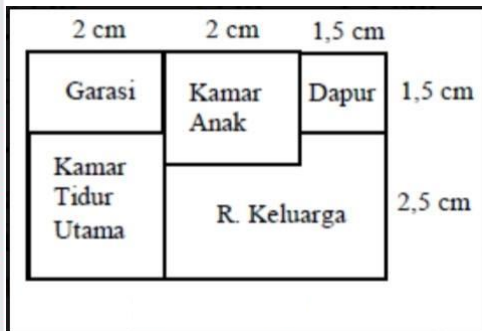 2 cm 2 cm 1,5 cm
Garasi
Kamar
Anak
Dapur
1,5 cm
Kamar
Tidur
Utama
R. Keluarga
2,5 cm